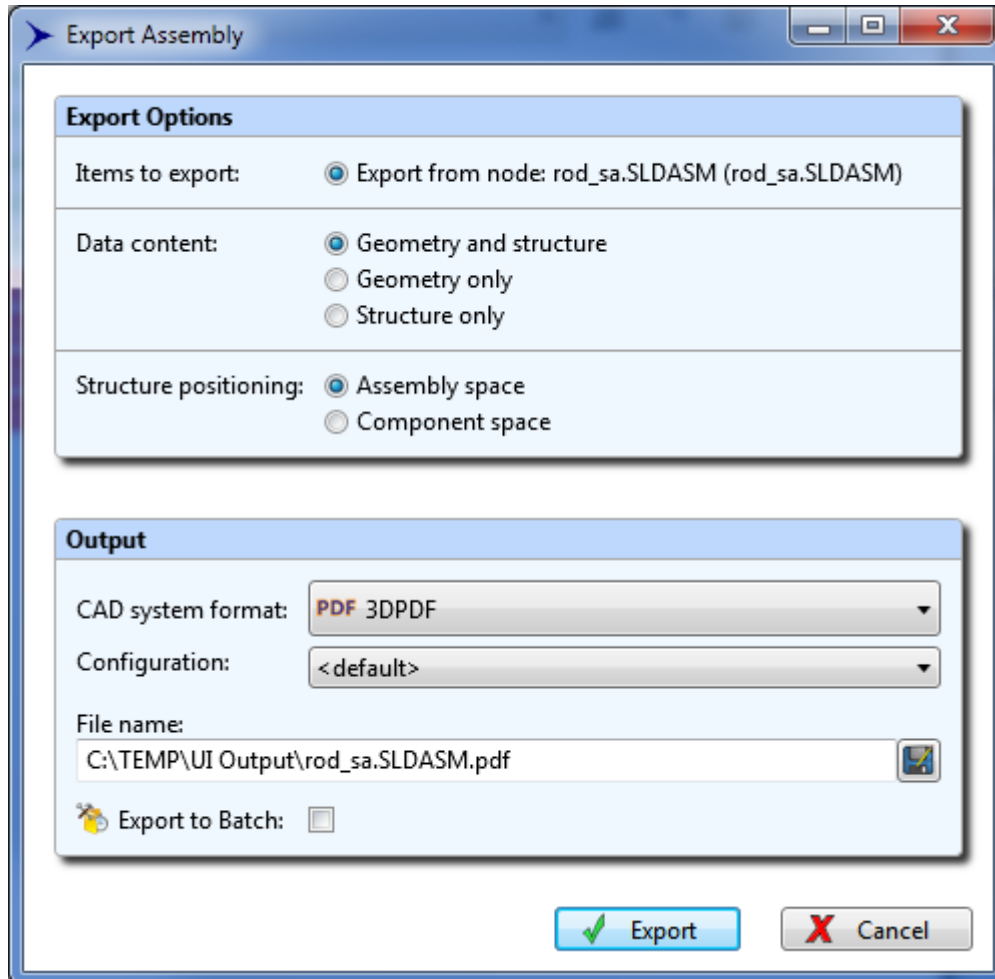 Export Assembly
Export Options
Items to export: Export from node: rod_sa.SLDASM (rod_sa.SLDASM)
Data content: Geometry and structure
Geometry only
Structure only
Structure positioning: Assembly space
Component space
Output
CAD system format: PDF 3DPDF
Configuration: <default>
File name:
C:\TEMP\UI Output\rod_sa.SLDASM.pdf
Export to Batch:
Export Cancel